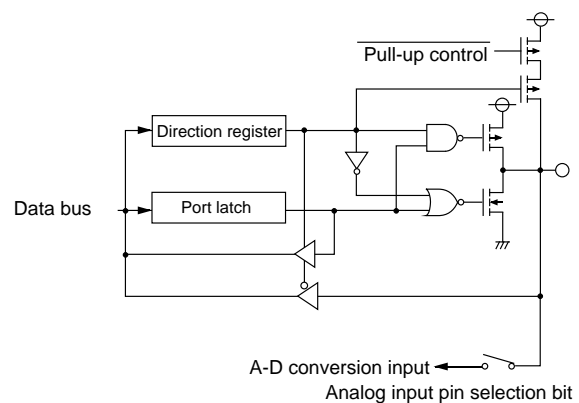 Pull-up control
Direction register
Data bus
Port latch
A-D conversion input
Analog input pin selection bit